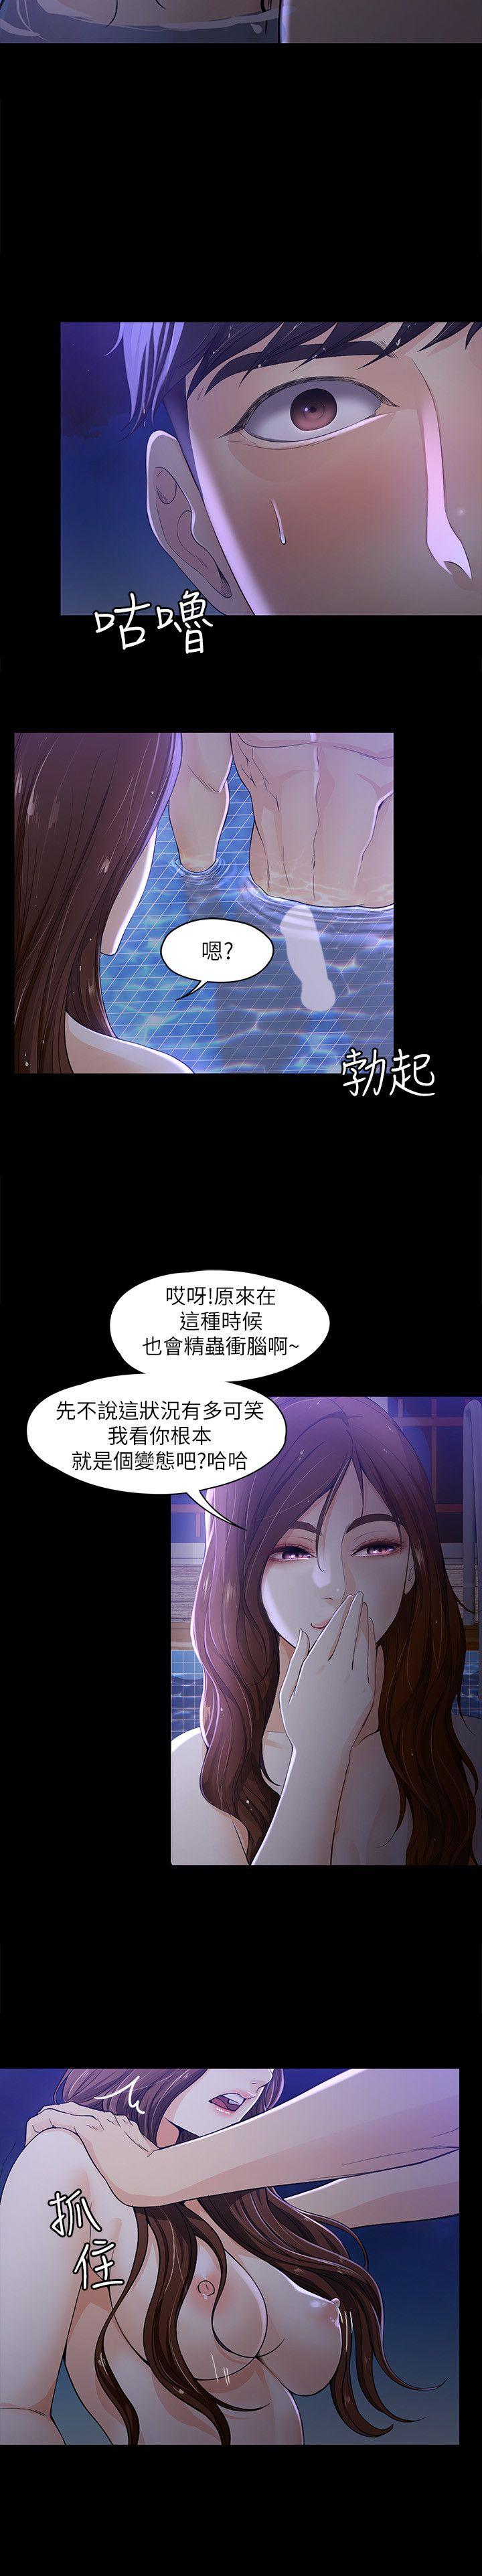 咕嚕
嗯?
勃起
哎呀!原來在
這種時候
也會精蟲衝腦啊~
先不說這狀況有多可笑
我看你根本
就是個變態吧?哈哈
抓住